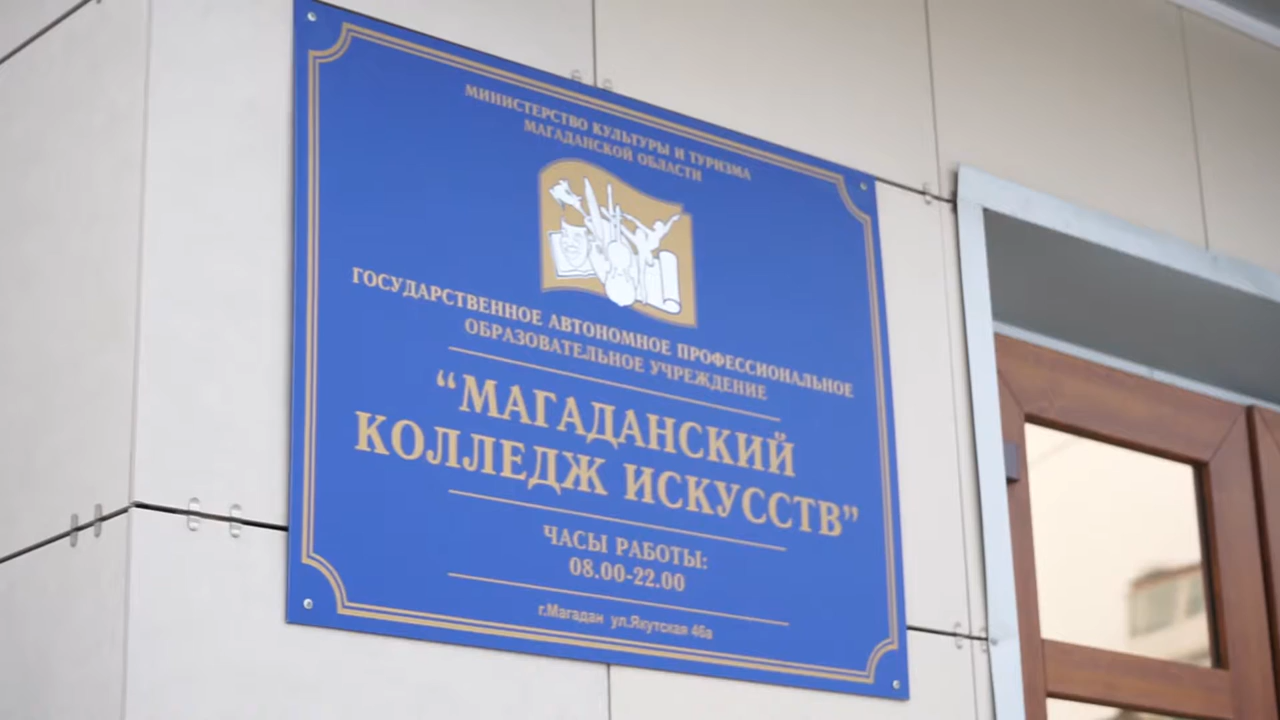 МИНИСТЕРСТВО КУЛЬТУРЫ И ТУРИЗМА
МАГАДАНСКОЙ ОБЛАСТИ
ГОСУДАРСТВЕННОЕ АВТОНОМНОЕ ПРОФЕССИОНАЛЬНОЕ
ОБРАЗОВАТЕЛЬНОЕ УЧРЕЖДЕНИЕ
“МАГАДАНСКИЙ
КОЛЛЕДЖ ИСКУССТВ”
ЧАСЫ РАБОТЫ:
08.00-22.00
г.Магадан ул.Якутская 46а